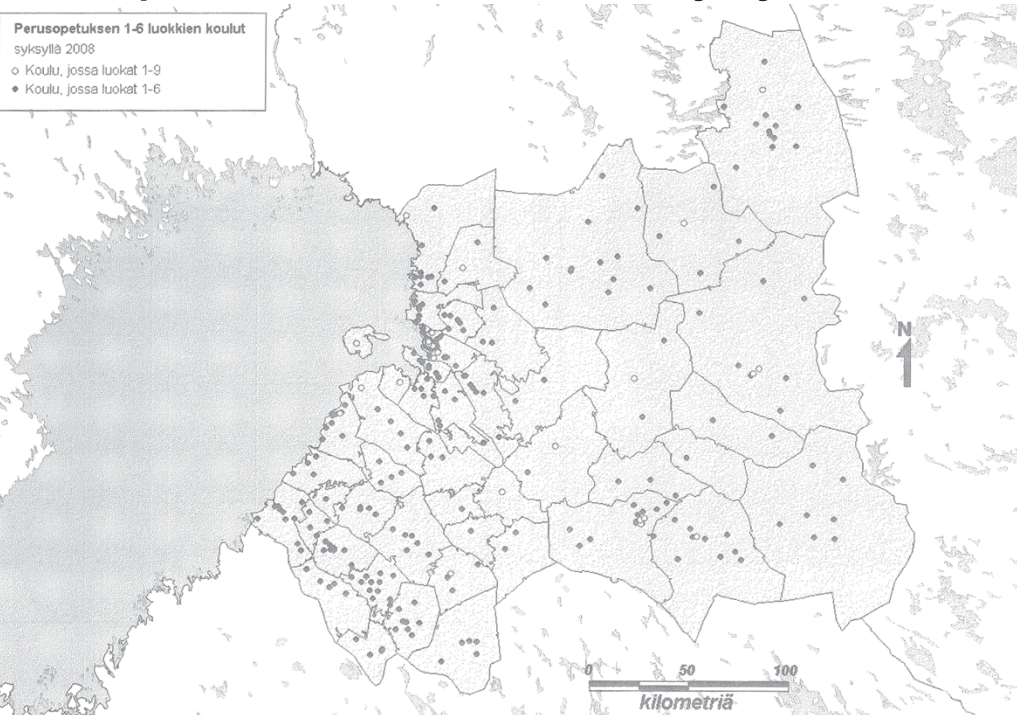 Perusopetuksen 1-6 luokkien koulut
syksyllä 2008
Koulu, jossa luokat 1-9
Koulu, jossa luokat 1-6
N
0 50 100
kilometriä